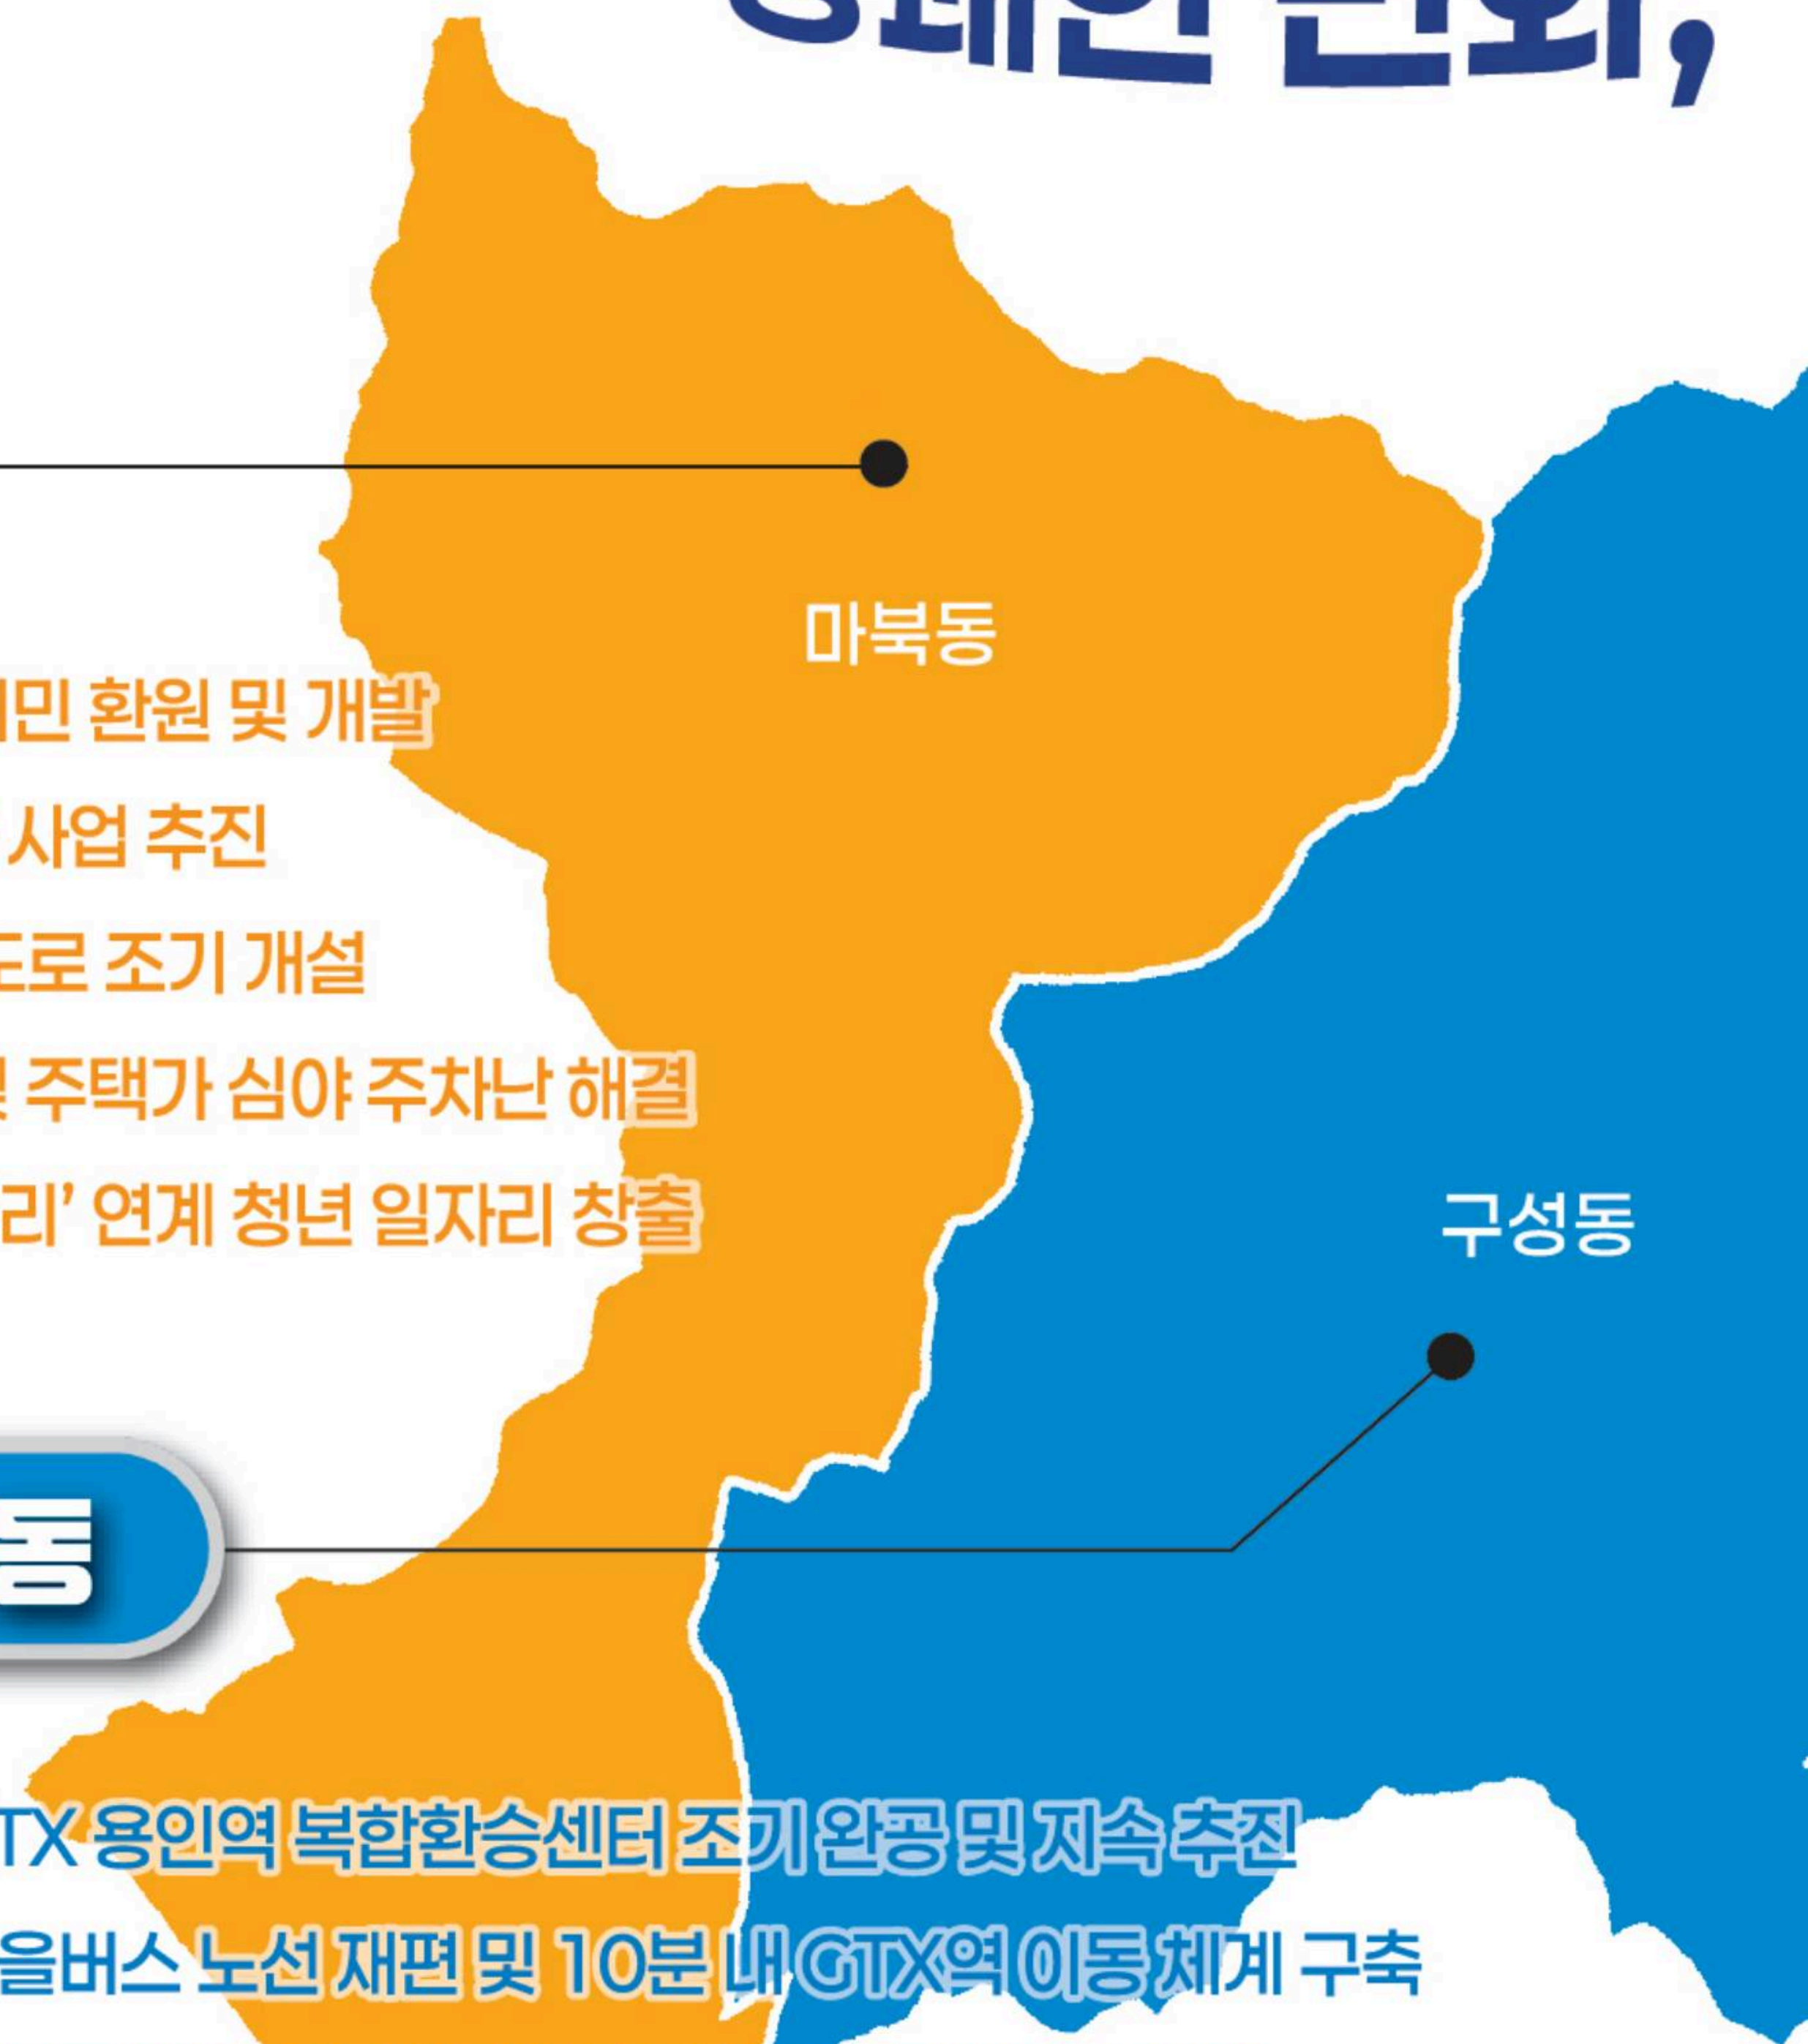 마북동
민 환원 및 개발
사업 추진
도로 조기 개설
및 주택가 심야 주차난 해결
리’ 연계 청년 일자리 창출
구성동
동
TX 용인역 복합환승센터 조기 완공 및 지속 추진
을버스 노선 재편 및 10분 내 GTX역 이동 체계 구축